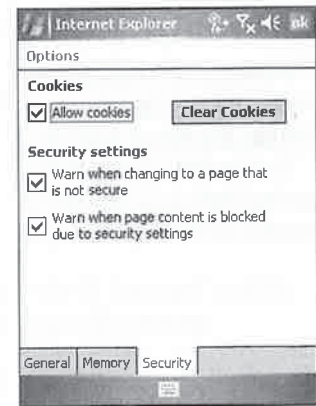 Internet Explorer ok
Options
Cookies
Allow cookies Clear Cookies
Security settings
Warn when changing to a page that
is not secure
Warn when page content is blocked
due to security settings
General Memory Security